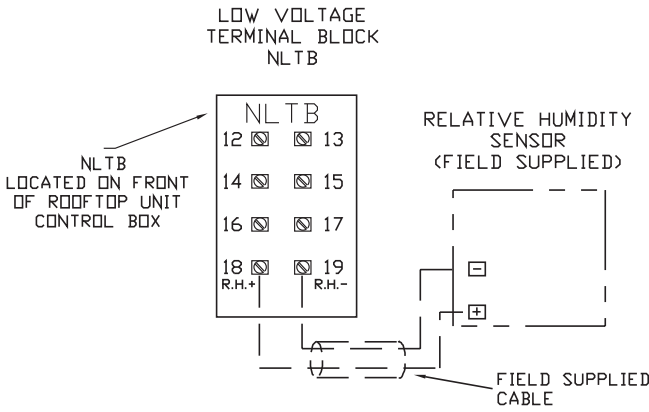 LOW VOLTAGE
TERMINAL BLOCK
NLTB
NLTB
12 13
14 15
16 17
18 19
R.H.+ R.H.-
NLTB
LOCATED ON FRONT
OF ROOFTOP UNIT
CONTROL BOX
RELATIVE HUMIDITY
SENSOR
(FIELD SUPPLIED)
-
+
FIELD SUPPLIED
CABLE